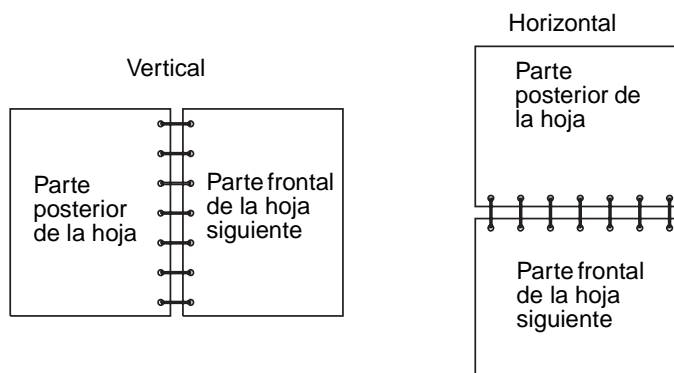 Vertical
Parte
posterior
de la hoja
Parte frontal
de la hoja
siguiente
Horizontal
Parte
posterior de
la hoja
Parte frontal
de la hoja
siguiente